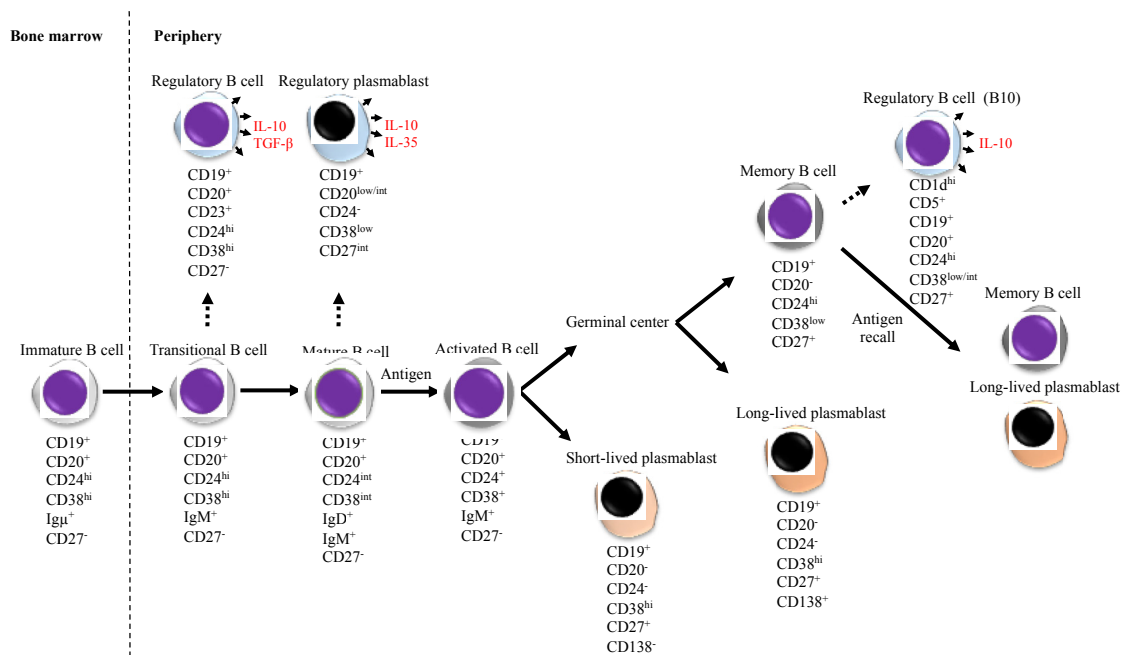 Bone marrow
Periphery
Regulatory B cell
IL-10
TGF-β
CD19⁺
CD20⁺
CD23⁺
CD24ʰⁱ
CD38ʰⁱ
CD27⁻
Regulatory plasmablast
IL-10
IL-35
CD19⁺
CD20ˡᵒʷ/ⁱⁿᵗ
CD24⁻
CD38ˡᵒʷ
CD27ⁱⁿᵗ
Regulatory B cell (B10)
IL-10
CD1dʰⁱ
CD5⁺
CD19⁺
CD20⁺
CD24ʰⁱ
CD38ˡᵒʷ/ⁱⁿᵗ
CD27⁺
Memory B cell
CD19⁺
CD20⁻
CD24ʰⁱ
CD38ˡᵒʷ
CD27⁺
Antigen
recall
Memory B cell
Long-lived plasmablast
Germinal center
Immature B cell
CD19⁺
CD20⁺
CD24ʰⁱ
CD38ʰⁱ
Igμ⁺
CD27⁻
Transitional B cell
CD19⁺
CD20⁺
CD24ʰⁱ
CD38ʰⁱ
IgM⁺
CD27⁻
Mature B cell
CD19⁺
CD20⁺
CD24ⁱⁿᵗ
CD38ⁱⁿᵗ
IgD⁺
IgM⁺
CD27⁻
Antigen
Activated B cell
CD19
CD20⁺
CD24⁺
CD38⁺
IgM⁺
CD27⁻
Short-lived plasmablast
CD19⁺
CD20⁻
CD24⁻
CD38ʰⁱ
CD27⁺
CD138⁻
Long-lived plasmablast
CD19⁺
CD20⁻
CD24⁻
CD38ʰⁱ
CD27⁺
CD138⁺